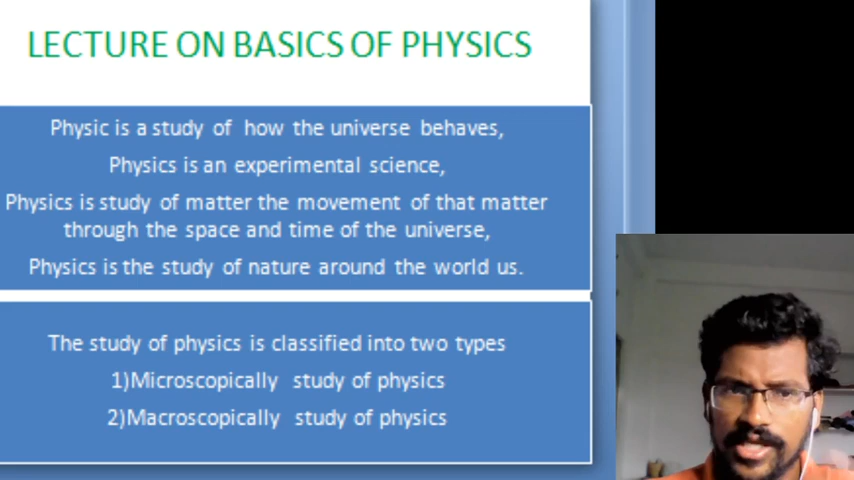 LECTURE ON BASICS OF PHYSICS
Physic is a study of how the universe behaves,
Physics is an experimental science,
Physics is study of matter the movement of that matter
through the space and time of the universe,
Physics is the study of nature around the world us.
The study of physics is classified into two types
1)Microscopically study of physics
2)Macroscopically study of physics